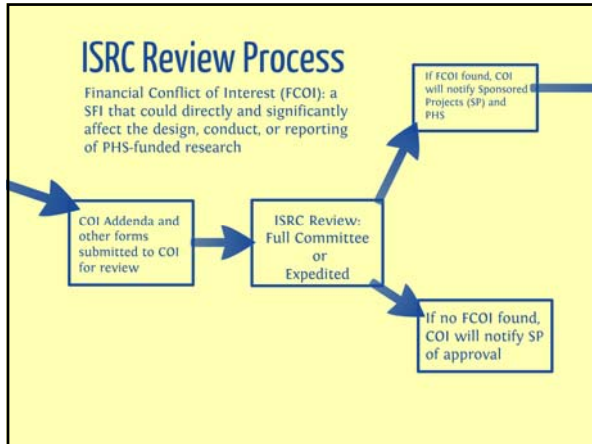 ISRC Review Process
Financial Conflict of Interest (FCOI): a
SFI that could directly and significantly
affect the design, conduct, or reporting
of PHS-funded research
If FCOI found, COI
will notify Sponsored
Projects (SP) and
PHS
COI Addenda and
other forms
submitted to COI
for review
ISRC Review:
Full Committee
or
Expedited
If no FCOI found,
COI will notify SP
of approval